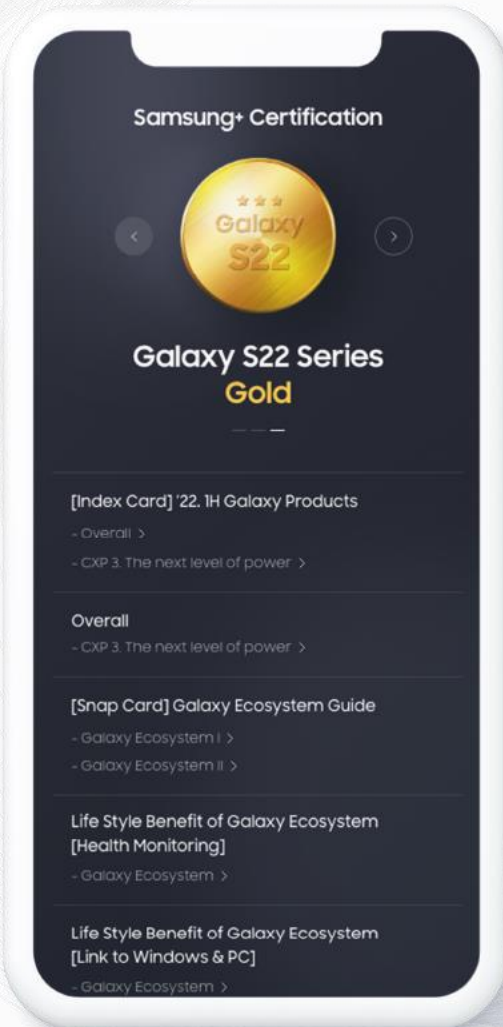 Samsung+ Certification
Galaxy
S22
Galaxy S22 Series
Gold
[Index Card] '22. 1H Galaxy Products
- Overall >
- CXP 3. The next level of power >
Overall
- CXP 3. The next level of power >
[Snap Card] Galaxy Ecosystem Guide
- Galaxy Ecosystem I >
- Galaxy Ecosystem II >
Life Style Benefit of Galaxy Ecosystem
[Health Monitoring]
- Galaxy Ecosystem >
Life Style Benefit of Galaxy Ecosystem
[Link to Windows & PC]
- Galaxy Ecosystem >